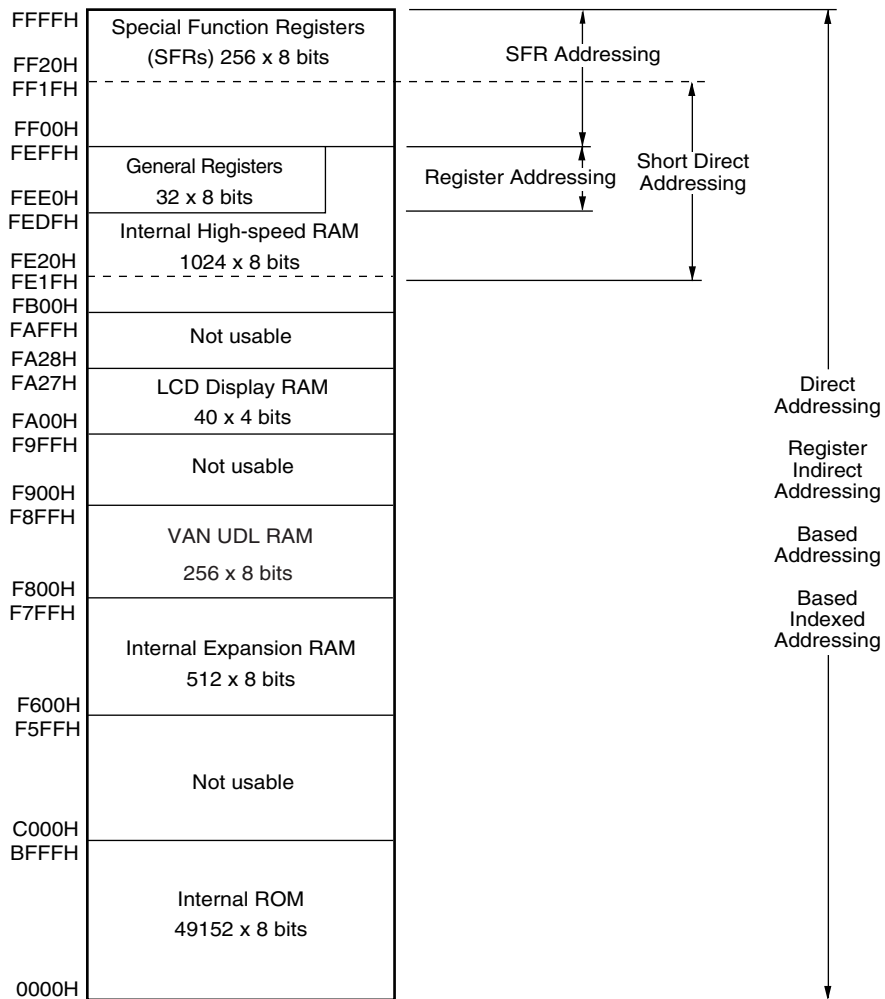 FFFFH
FF20H
FF1FH
FF00H
FEFFH
FEE0H
FEDFH
FE20H
FE1FH
FB00H
FAFFH
FA28H
FA27H
FA00H
F9FFH
F900H
F8FFH
F800H
F7FFH
F600H
F5FFH
C000H
BFFFH
0000H
Special Function Registers
(SFRs) 256 x 8 bits
General Registers
32 x 8 bits
Internal High-speed RAM
1024 x 8 bits
Not usable
LCD Display RAM
40 x 4 bits
Not usable
VAN UDL RAM
256 x 8 bits
Internal Expansion RAM
512 x 8 bits
Not usable
Internal ROM
49152 x 8 bits
SFR Addressing
Register Addressing
Short Direct
Addressing
Direct
Addressing
Register
Indirect
Addressing
Based
Addressing
Based
Indexed
Addressing